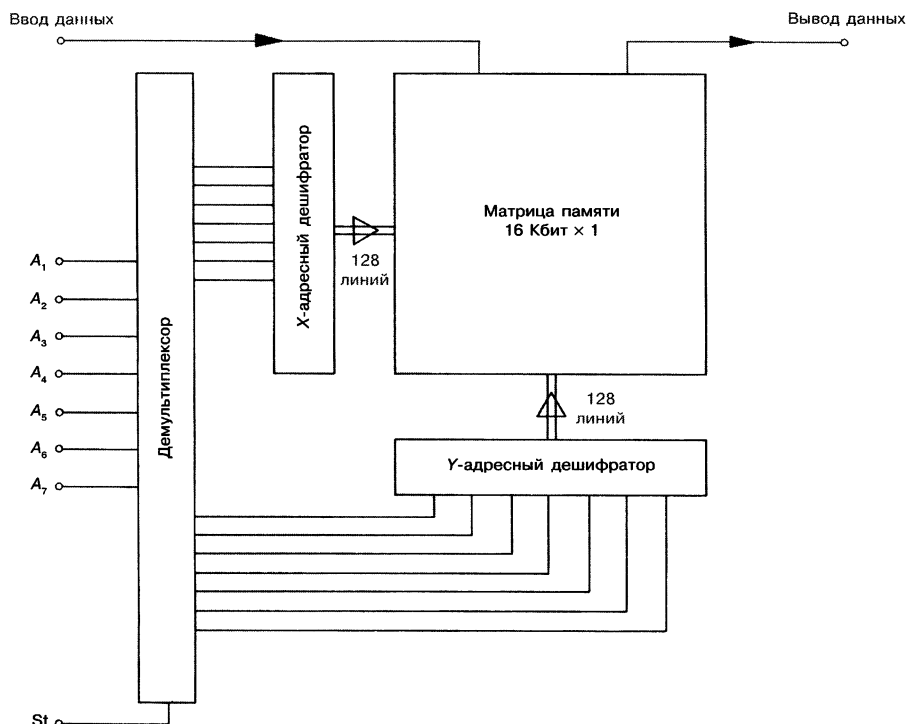 Ввод данных
Вывод данных
X-адресный дешифратор
Матрица памяти
16 Кбит × 1
128
линий
A₁
A₂
A₃
A₄
A₅
A₆
A₇
Демультиплексор
128
линий
Y-адресный дешифратор
St